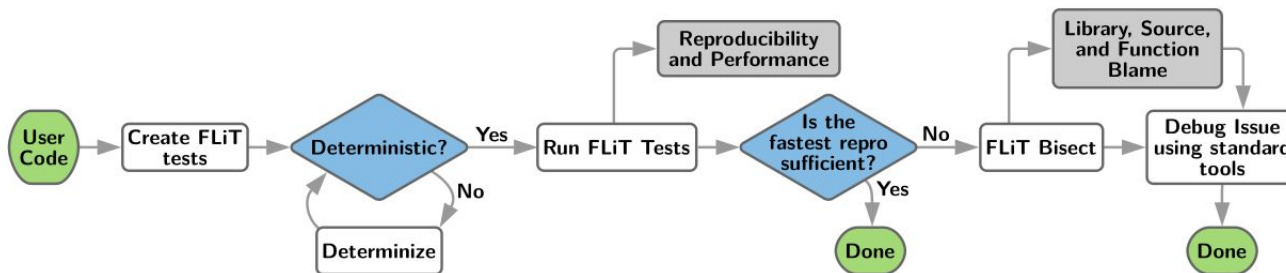 User
Code
Create FLiT
tests
Deterministic?
Yes
No
Determinize
Run FLiT Tests
Reproducibility
and Performance
Is the
fastest repro
sufficient?
No
Yes
Done
FLiT Bisect
Library, Source,
and Function
Blame
Debug Issue
using standard
tools
Done